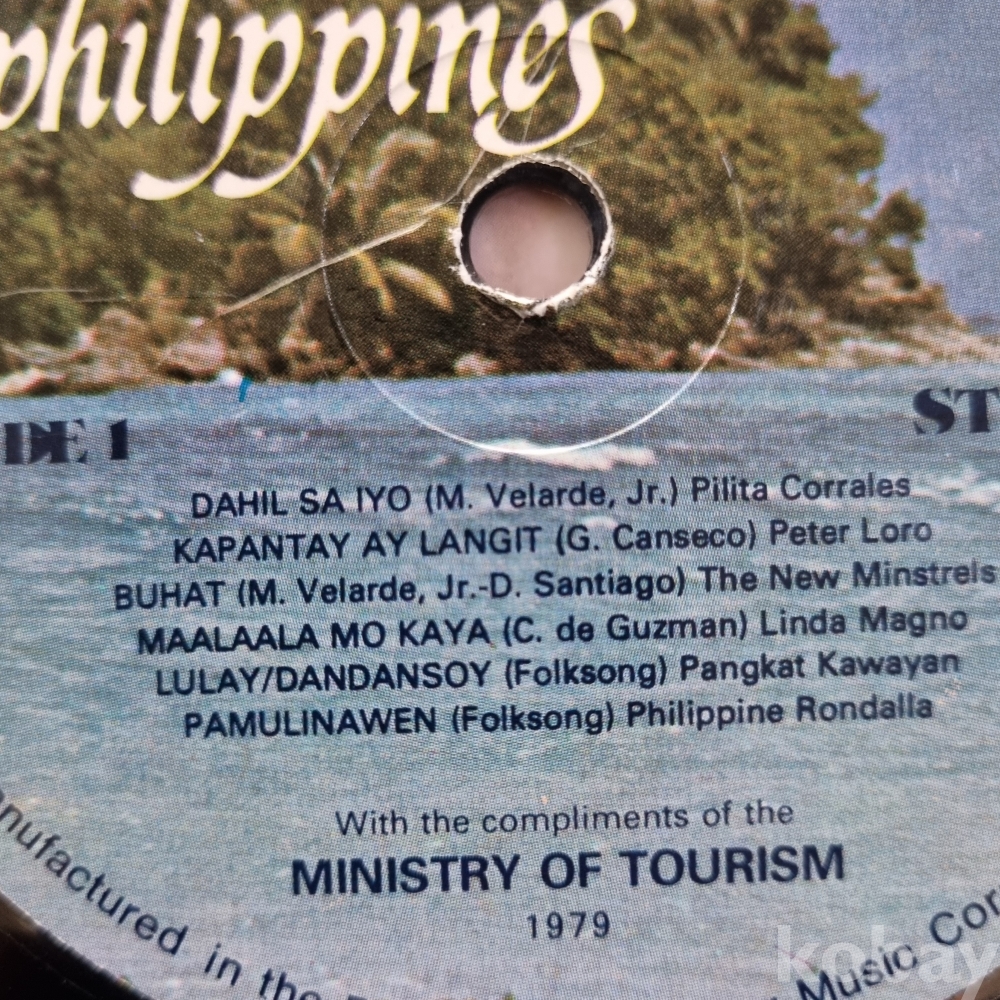 philippines
DE 1
ST
DAHIL SA IYO (M. Velarde, Jr.) Pilita Corrales
KAPANTAY AY LANGIT (G. Canseco) Peter Loro
BUHAT (M. Velarde, Jr.-D. Santiago) The New Minstrels
MAALAALA MO KAYA (C. de Guzman) Linda Magno
LULAY/DANDANSOY (Folksong) Pangkat Kawayan
PAMULINAWEN (Folksong) Philippine Rondalla
With the compliments of the
MINISTRY OF TOURISM
1979
nufactured in the
Music Cor
kobay